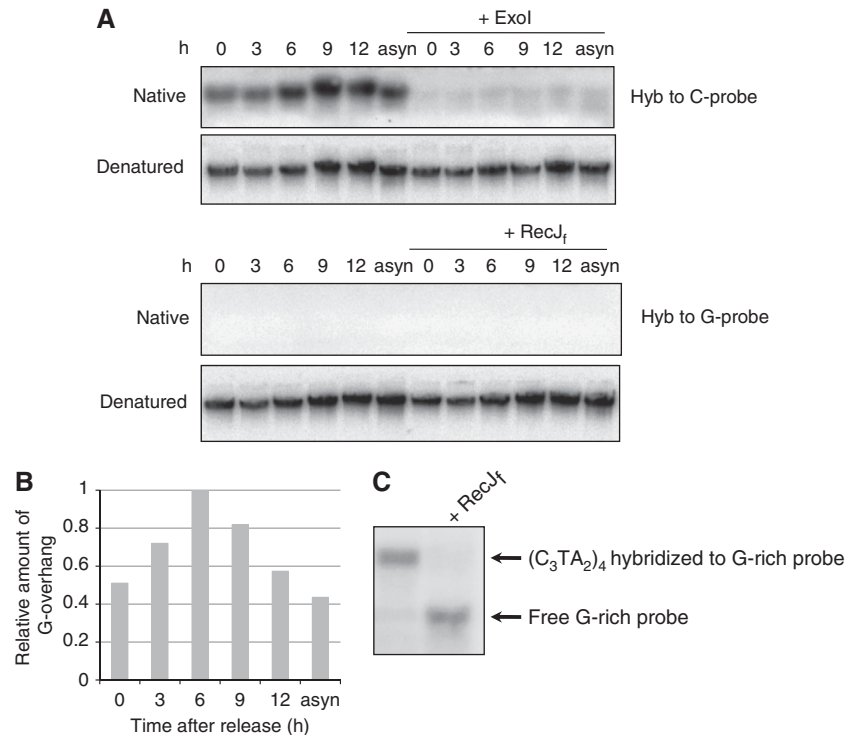 A
+ ExoI
h 0 3 6 9 12 asyn 0 3 6 9 12 asyn
Native
Hyb to C-probe
Denatured
+ RecJf
h 0 3 6 9 12 asyn 0 3 6 9 12 asyn
Native
Hyb to G-probe
Denatured
B
Relative amount of
G-overhang
1
0.8
0.6
0.4
0.2
0
0 3 6 9 12 asyn
Time after release (h)
C
+ RecJf
(C3TA2)4 hybridized to G-rich probe
Free G-rich probe